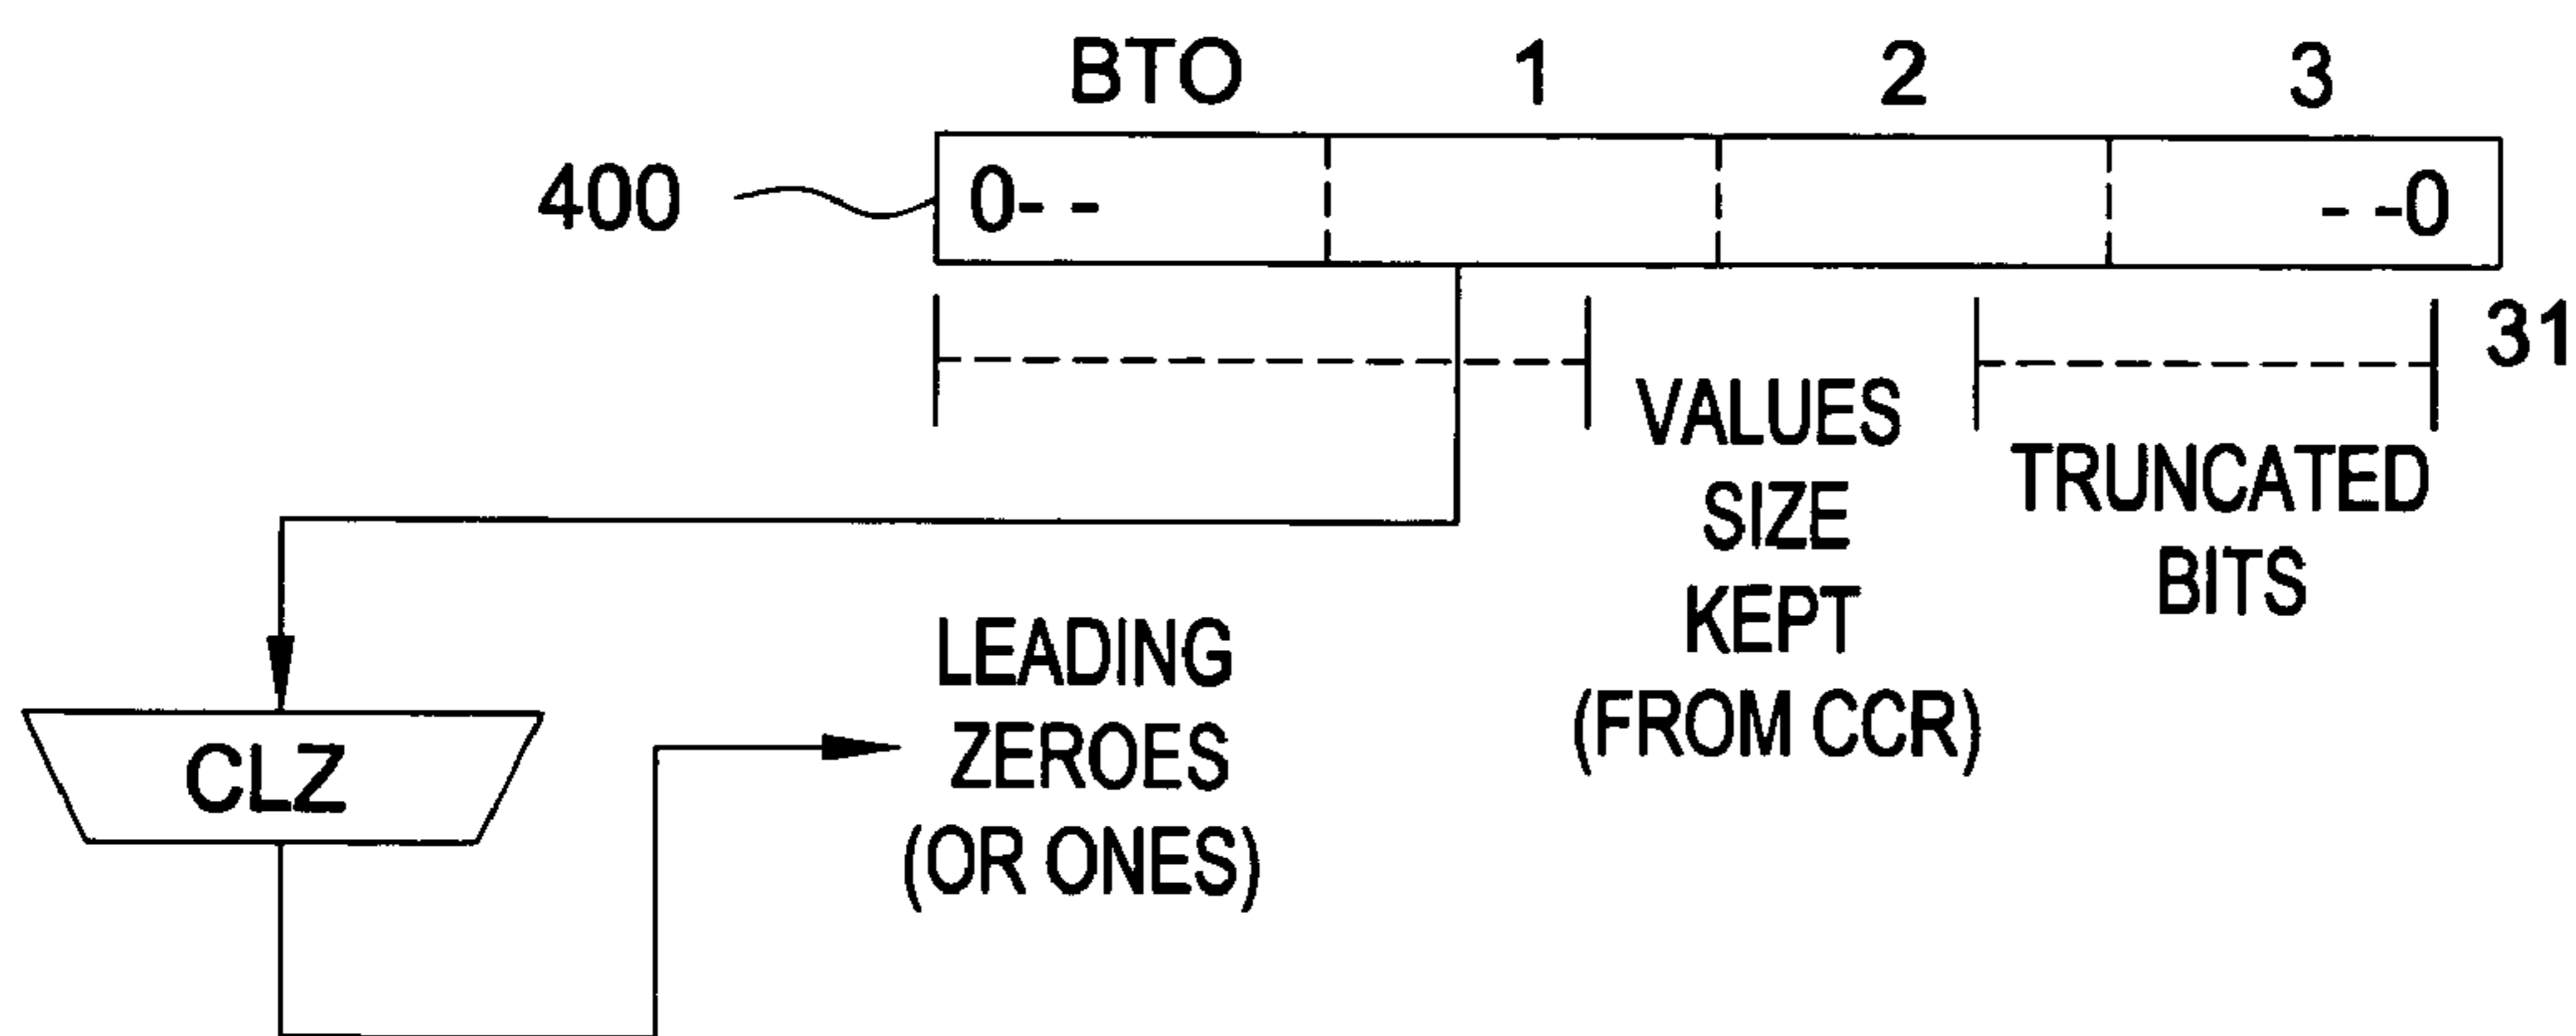 BTO 1 2 3
400 0-- --0
31
VALUES
SIZE
KEPT
(FROM CCR)
TRUNCATED
BITS
LEADING
ZEROES
(OR ONES)
CLZ